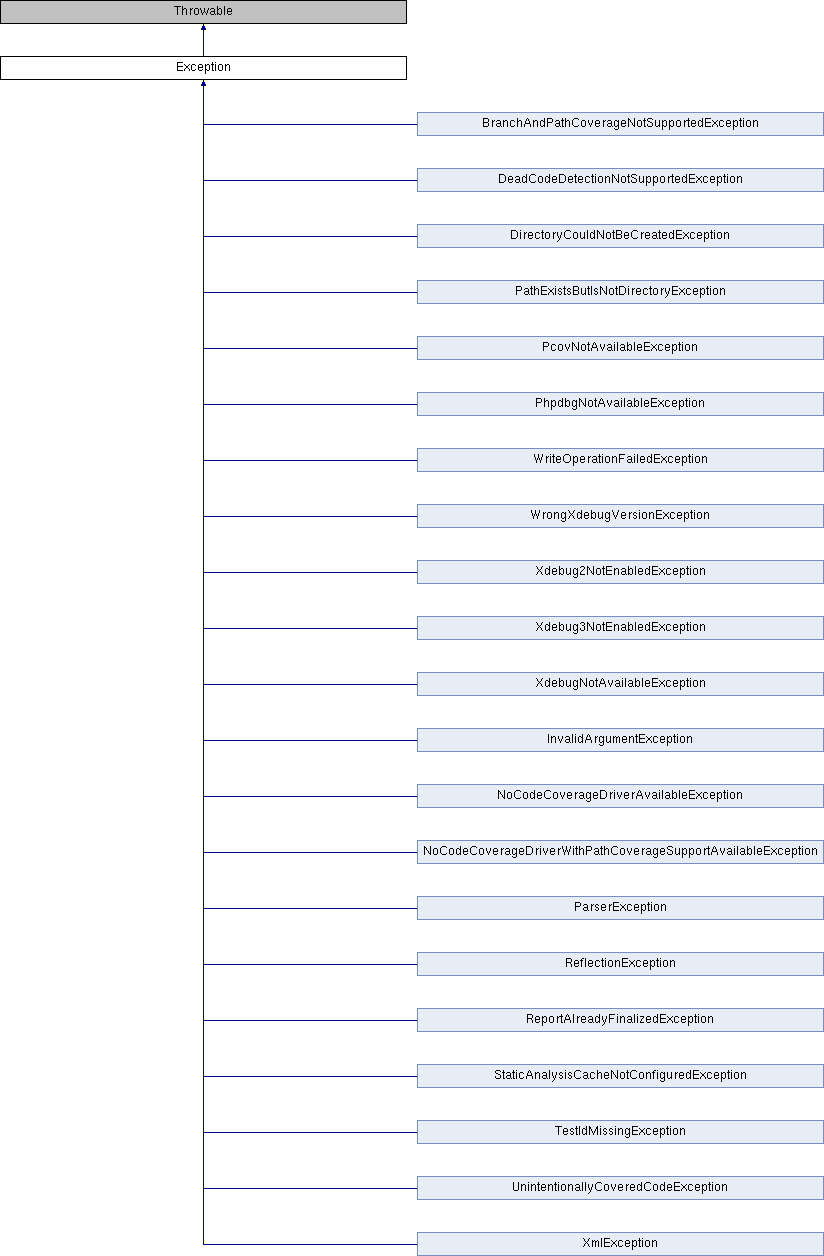 Throwable
Exception
BranchAndPathCoverageNotSupportedException
DeadCodeDetectionNotSupportedException
DirectoryCouldNotBeCreatedException
PathExistsButIsNotDirectoryException
PcovNotAvailableException
PhpdbgNotAvailableException
WriteOperationFailedException
WrongXdebugVersionException
Xdebug2NotEnabledException
Xdebug3NotEnabledException
XdebugNotAvailableException
InvalidArgumentException
NoCodeCoverageDriverAvailableException
NoCodeCoverageDriverWithPathCoverageSupportAvailableException
ParserException
ReflectionException
ReportAlreadyFinalizedException
StaticAnalysisCacheNotConfiguredException
TestIdMissingException
UnintentionallyCoveredCodeException
XmlException